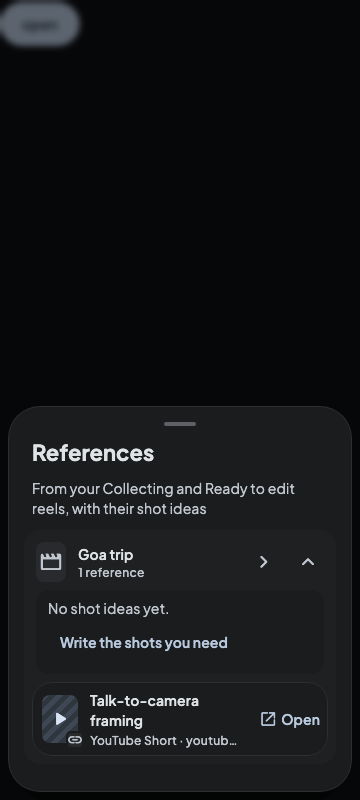 open
References
From your Collecting and Ready to edit
reels, with their shot ideas
Goa trip
1 reference
No shot ideas yet.
Write the shots you need
Talk-to-camera
framing
Open
YouTube Short · youtub…